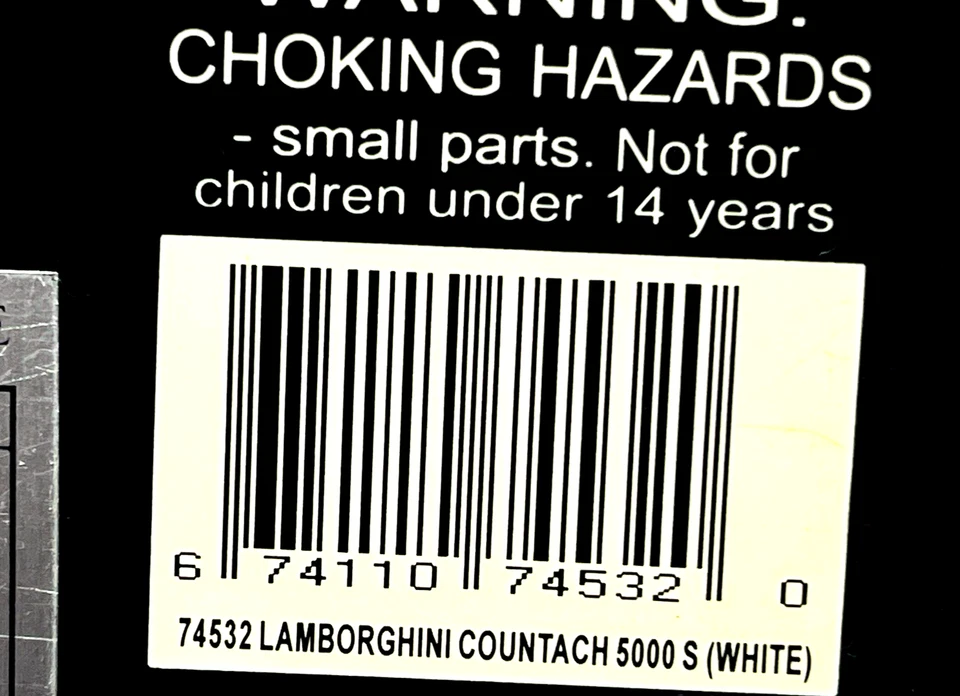 WARNING:
CHOKING HAZARDS
- small parts. Not for
children under 14 years
6 74110 74532 0
74532 LAMBORGHINI COUNTACH 5000 S (WHITE)